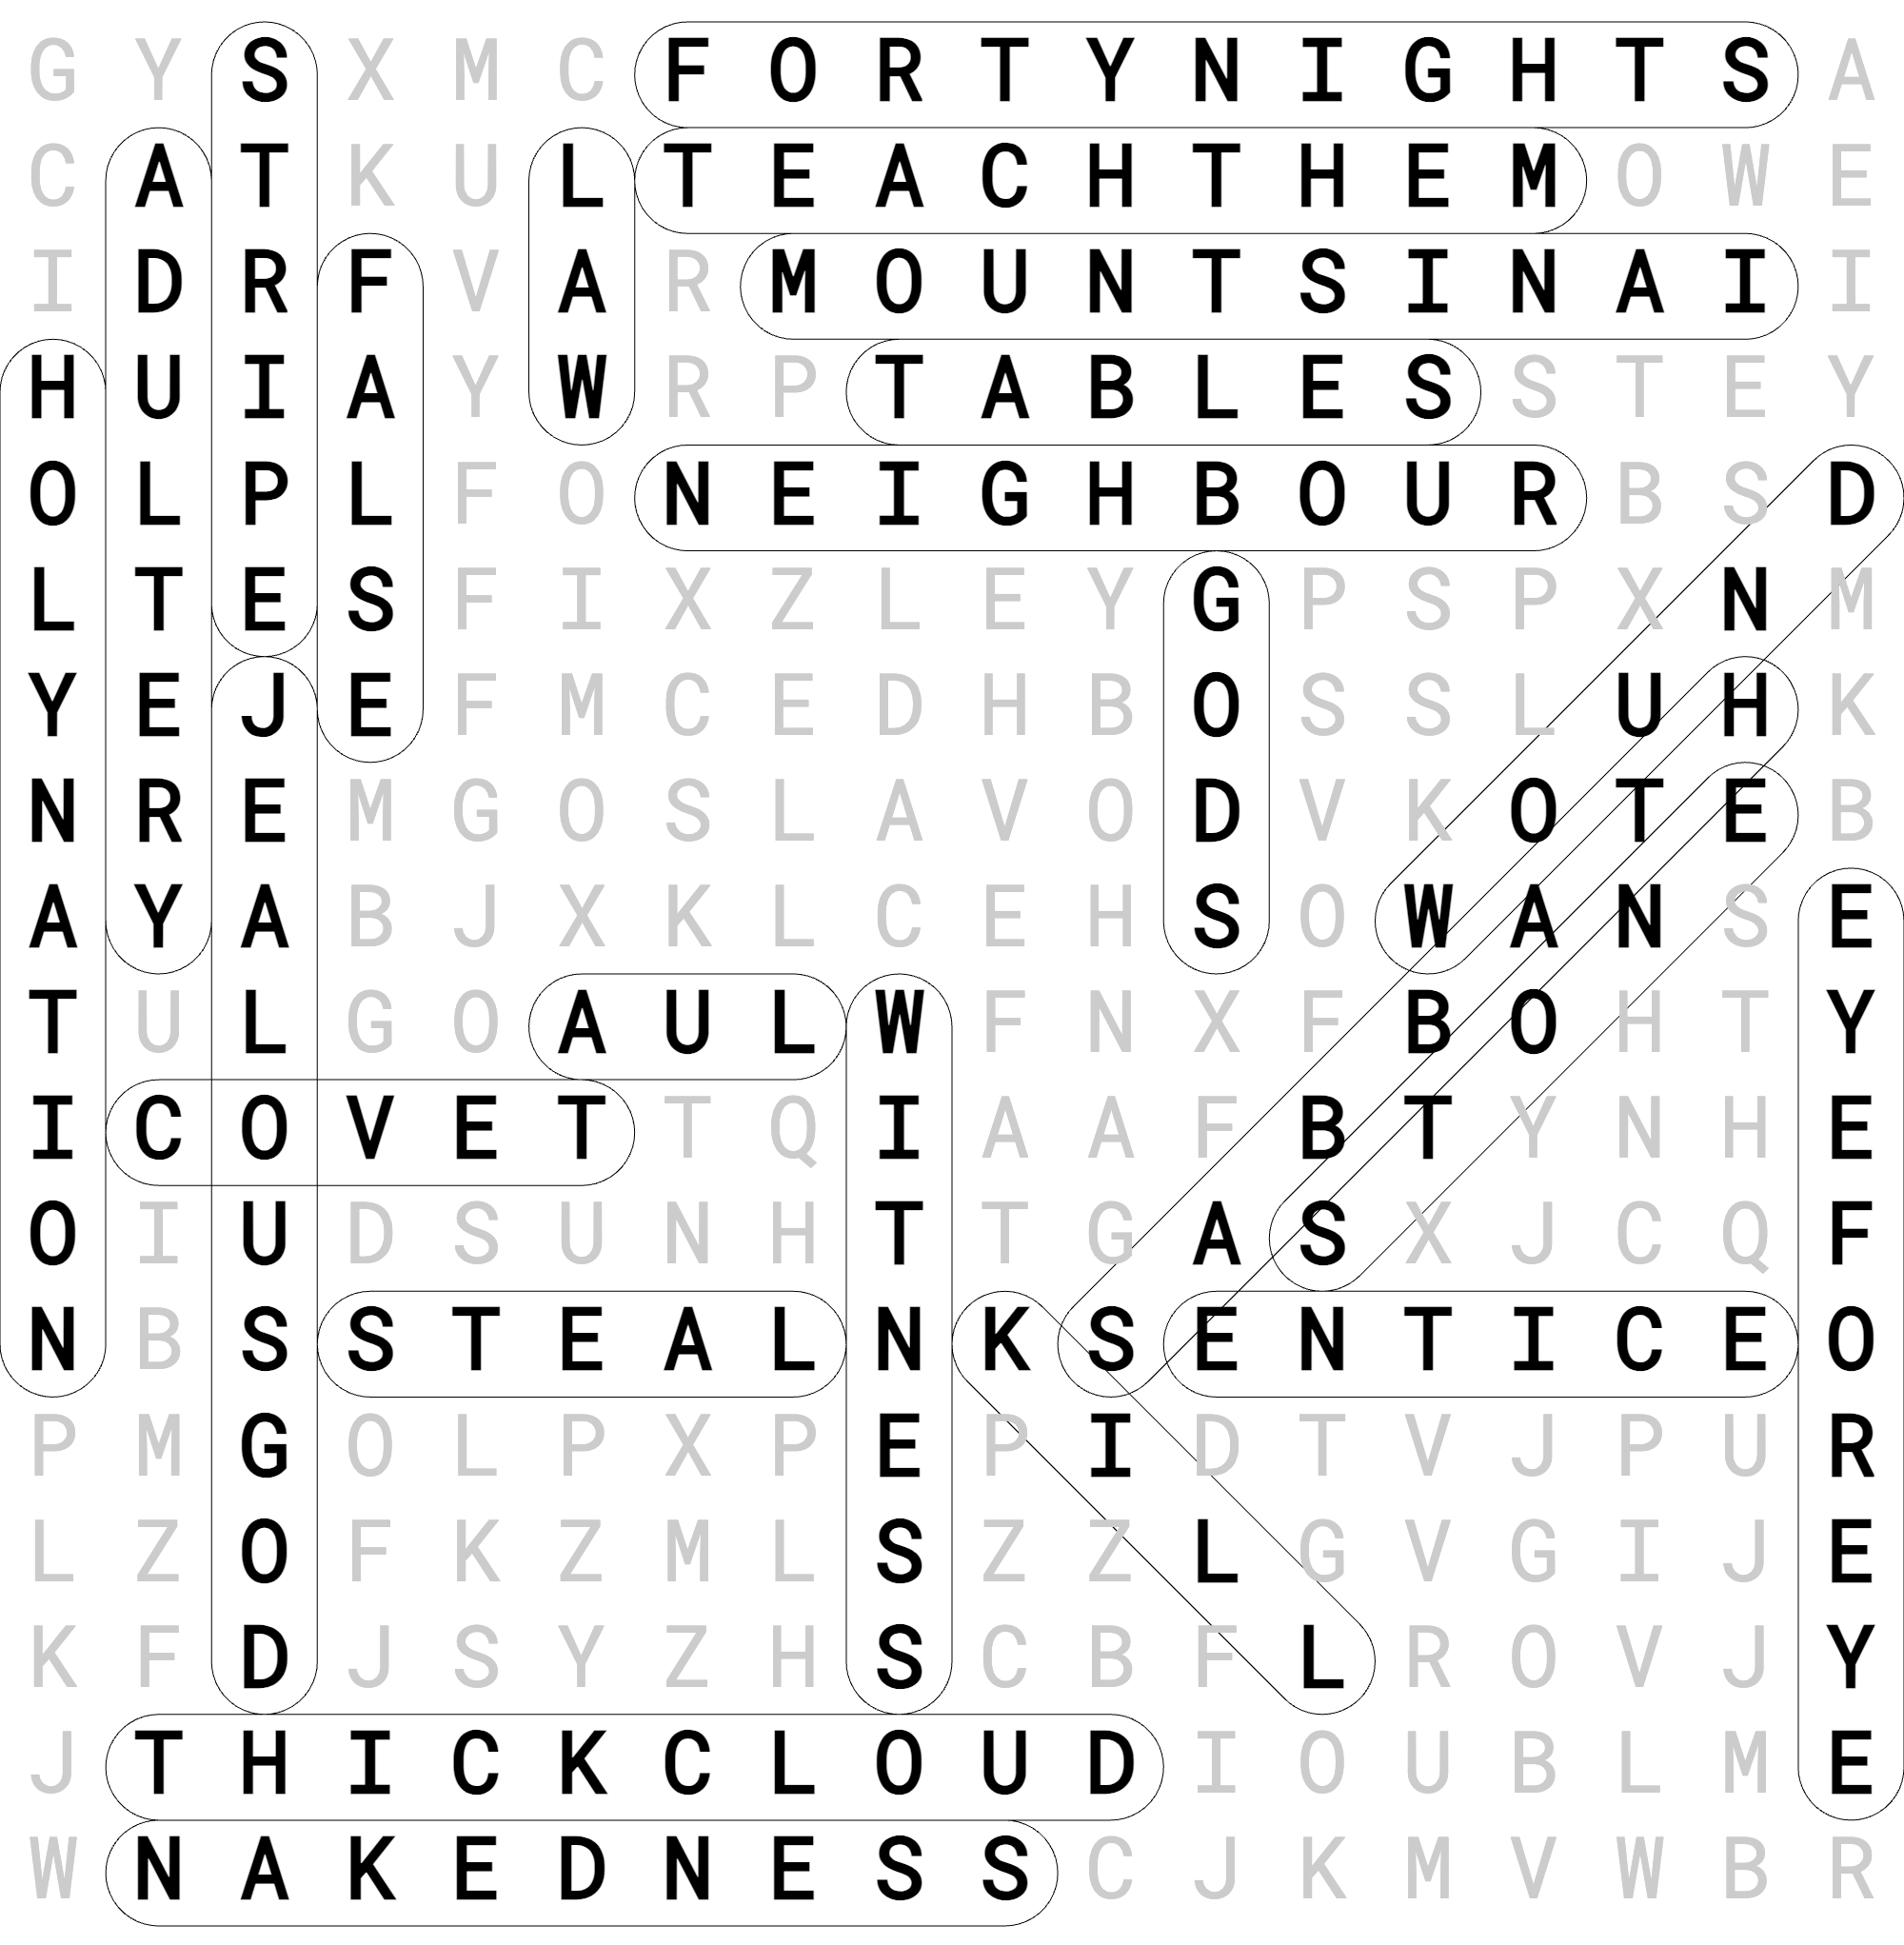 G Y S X M C F O R T Y N I G H T S A
C A T K U L T E A C H T H E M O W E
I D R F V A R M O U N T S I N A I I
H U I A Y W R P T A B L E S S T E Y
O L P L F O N E I G H B O U R B S D
L T E S F I X Z L E Y G P S P X N M
Y E J E F M C E D H B O S S L U H K
N R E M G O S L A V O D V K O T E B
A Y A B J X K L C E H S O W A N S E
T U L G O A U L W F N X F B O H T Y
I C O V E T T Q I A A F B T Y N H E
O I U D S U N H T T G A S X J C Q F
N B S S T E A L N K S E N T I C E O
P M G O L P X P E P I D T V J P U R
L Z O F K Z M L S Z Z L G V G I J E
K F D J S Y Z H S C B F L R O V J Y
J T H I C K C L O U D I O U B L M E
W N A K E D N E S S C J K M V W B R